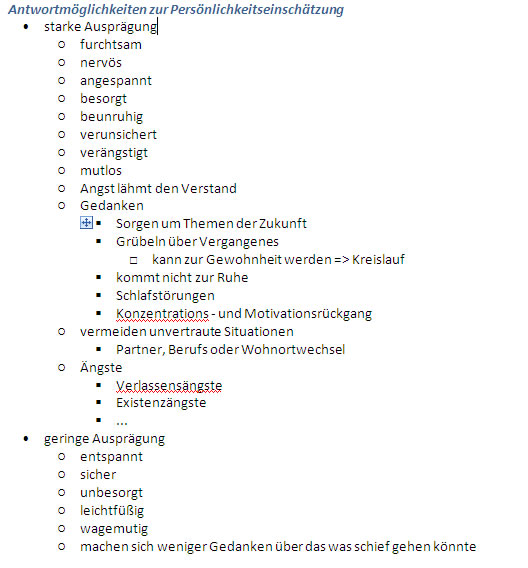 Antwortmöglichkeiten zur Persönlichkeitseinschätzung
• starke Ausprägung
○ furchtsam
○ nervös
○ angespannt
○ besorgt
○ beunruhig
○ verunsichert
○ verängstigt
○ mutlos
○ Angst lähmt den Verstand
○ Gedanken
▪ Sorgen um Themen der Zukunft
▪ Grübeln über Vergangenes
□ kann zur Gewohnheit werden => Kreislauf
▪ kommt nicht zur Ruhe
▪ Schlafstörungen
▪ Konzentrations - und Motivationsrückgang
○ vermeiden unvertraute Situationen
▪ Partner, Berufs oder Wohnortwechsel
○ Ängste
▪ Verlassensängste
▪ Existenzängste
▪ ...
• geringe Ausprägung
○ entspannt
○ sicher
○ unbesorgt
○ leichtfüßig
○ wagemutig
○ machen sich weniger Gedanken über das was schief gehen könnte